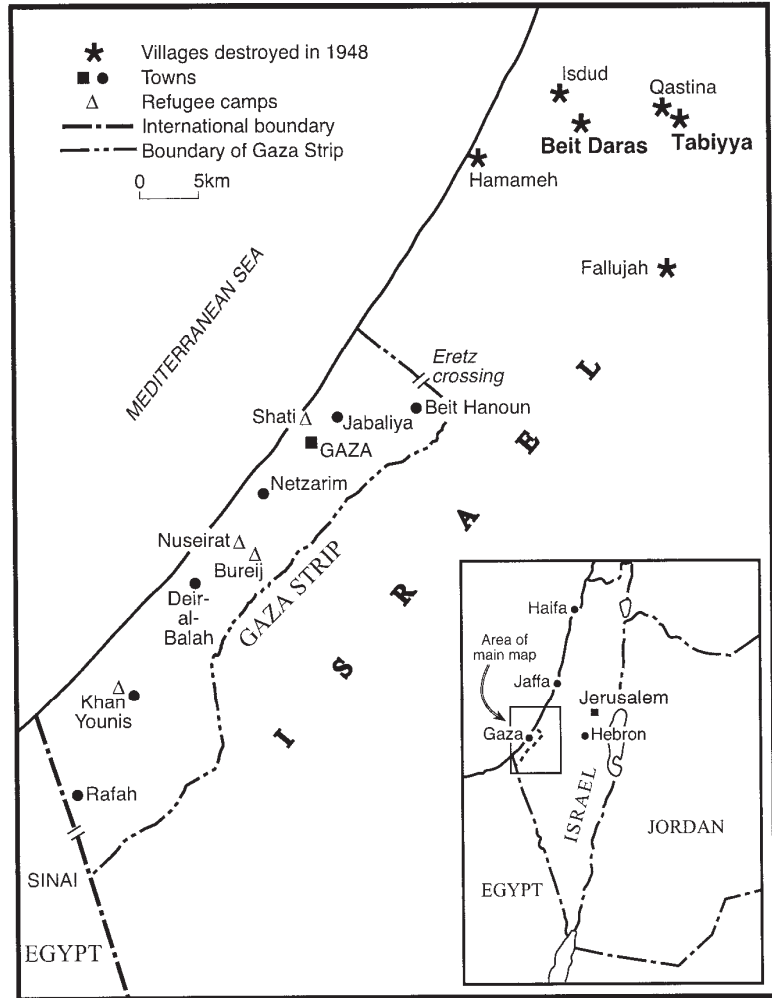 Villages destroyed in 1948
Towns
Refugee camps
International boundary
Boundary of Gaza Strip
0 5km
Isdud
Qastina
Beit Daras
Tabiyya
Hamameh
Fallujah
MEDITERRANEAN SEA
Eretz
crossing
Beit Hanoun
Shati
Jabaliya
GAZA
Netzarim
Nuseirat
Bureij
Deir-
al-
Balah
GAZA STRIP
ISRAEL
Khan
Younis
Rafah
SINAI
EGYPT
Haifa
Area of
main map
Jaffa
Jerusalem
Gaza
Hebron
ISRAEL
JORDAN
EGYPT